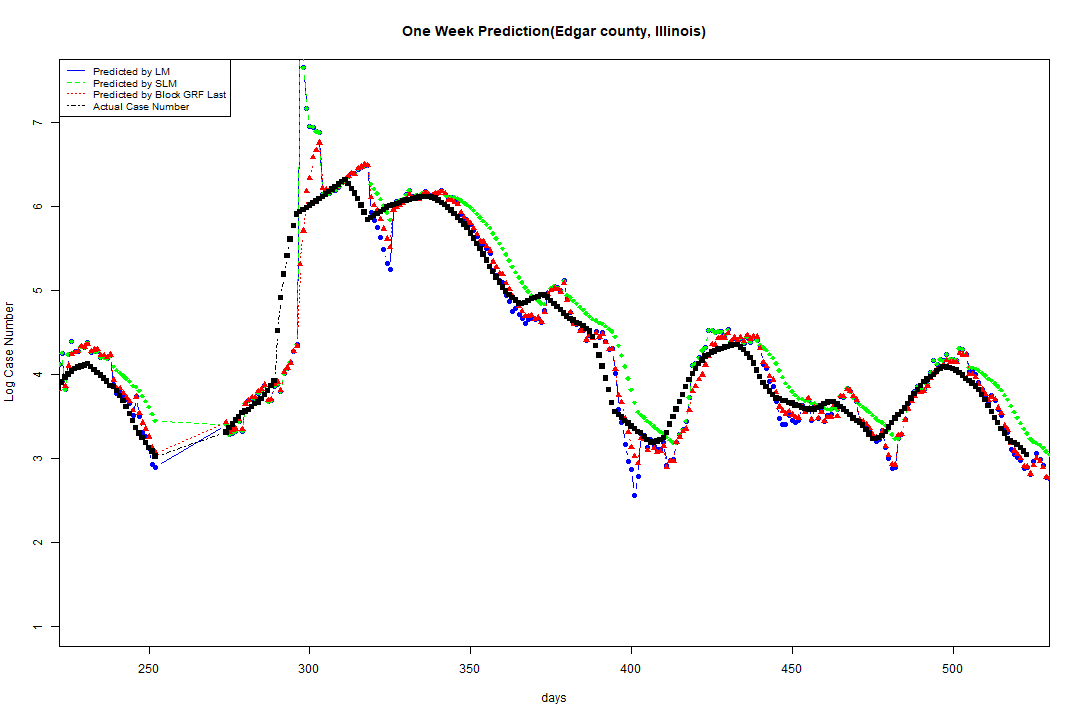 One Week Prediction(Edgar county, Illinois)
Predicted by LM
Predicted by SLM
Predicted by Block GRF Last
Actual Case Number
Log Case Number
7
6
5
4
3
2
1
250 300 350 400 450 500
days